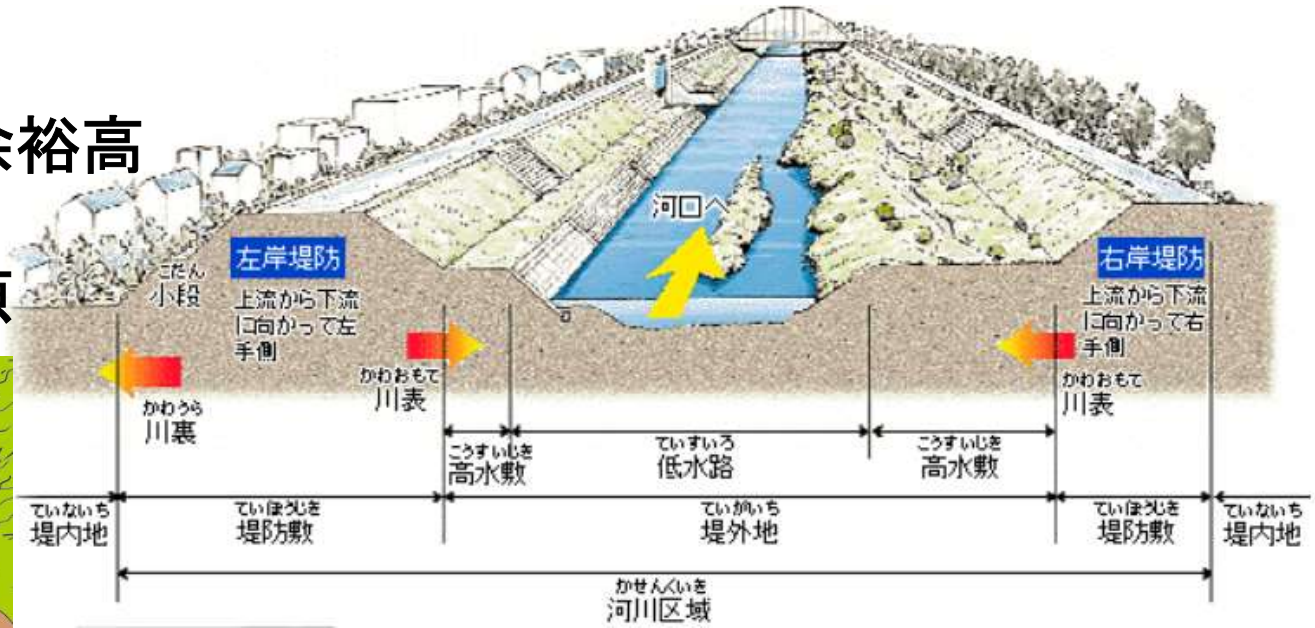 裕高
河口へ
左岸堤防
上流から下流
に向かって左
手側
こだん
小段
右岸堤防
上流から下流
に向かって右
手側
かわうら
川裏
かわおもて
川表
かわおもて
川表
こうすいじき
高水敷
ていすいろ
低水路
こうすいじき
高水敷
ていないち
堤内地
ていぼうじき
堤防敷
ていがいち
堤外地
ていぼうじき
堤防敷
ていないち
堤内地
かせんくいき
河川区域